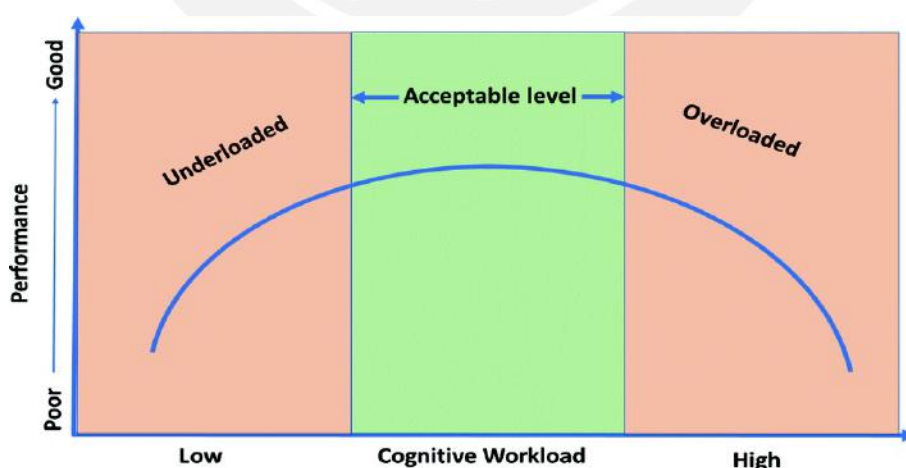 Good
Acceptable level
Underloaded
Overloaded
Performance
Poor
Low
Cognitive Workload
High